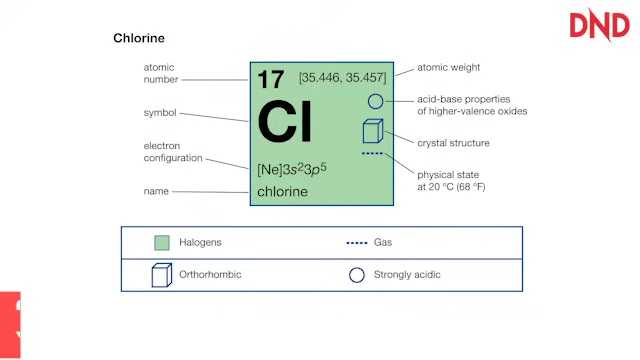 DND
Chlorine
atomic
number
17
[35.446, 35.457]
atomic weight
symbol
Cl
acid-base properties
of higher-valence oxides
crystal structure
electron
configuration
[Ne]3s²3p⁵
physical state
at 20 ºC (68 ºF)
name
chlorine
Halogens
Gas
Orthorhombic
Strongly acidic